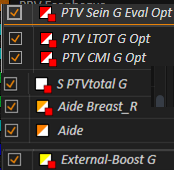 PTV Sein G Eval Opt
PTV LTOT G Opt
PTV CMI G Opt
S PTVtotal G
Aide Breast_R
Aide
External-Boost G